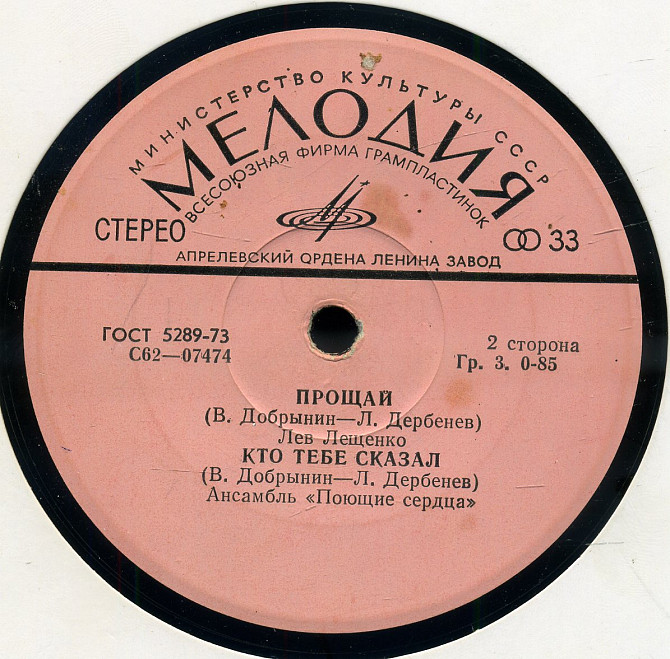 МИНИСТЕРСТВО КУЛЬТУРЫ СССР
МЕЛОДИЯ
ВСЕСОЮЗНАЯ ФИРМА ГРАМПЛАСТИНОК
СТЕРЕО
33
АПРЕЛЕВСКИЙ ОРДЕНА ЛЕНИНА ЗАВОД
ГОСТ 5289-73
С62—07474
2 сторона
Гр. 3. 0-85
ПРОЩАЙ
(В. Добрынин—Л. Дербенев)
Лев Лещенко
КТО ТЕБЕ СКАЗАЛ
(В. Добрынин—Л. Дербенев)
Ансамбль «Поющие сердца»